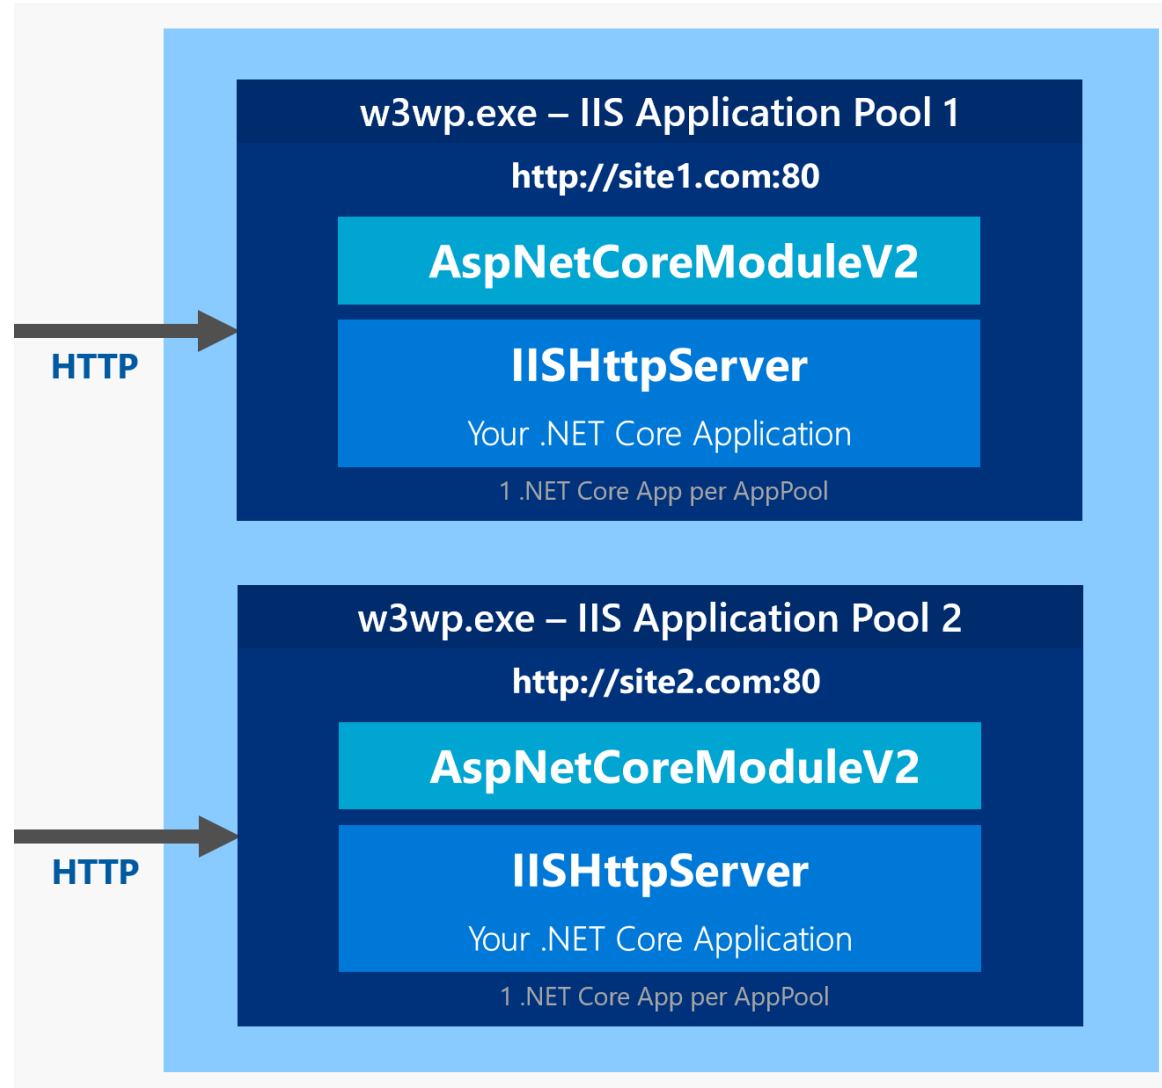 w3wp.exe – IIS Application Pool 1
http://site1.com:80
AspNetCoreModuleV2
HTTP
IISHttpServer
Your .NET Core Application
1 .NET Core App per AppPool
w3wp.exe – IIS Application Pool 2
http://site2.com:80
AspNetCoreModuleV2
HTTP
IISHttpServer
Your .NET Core Application
1 .NET Core App per AppPool